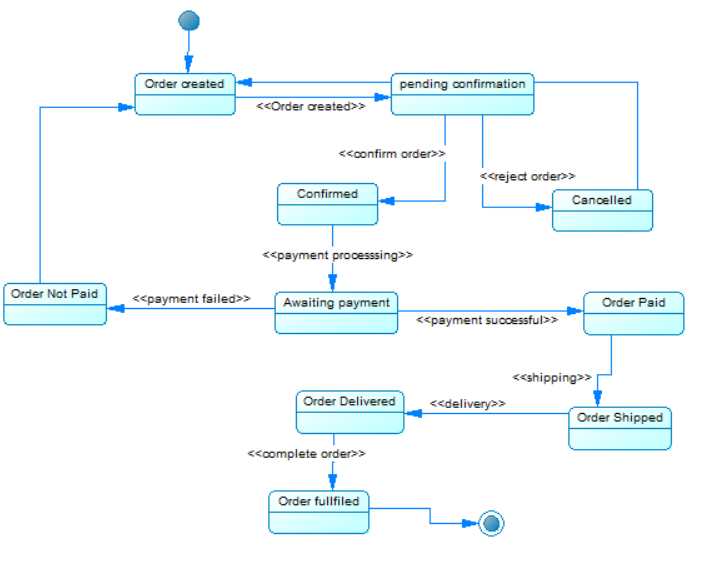 Order created
pending confirmation
<<Order created>>
<<confirm order>>
<<reject order>>
Confirmed
Cancelled
<<payment processsing>>
Order Not Paid
<<payment failed>>
Awaiting payment
<<payment successful>>
Order Paid
<<shipping>>
Order Delivered
<<delivery>>
Order Shipped
<<complete order>>
Order fullfiled